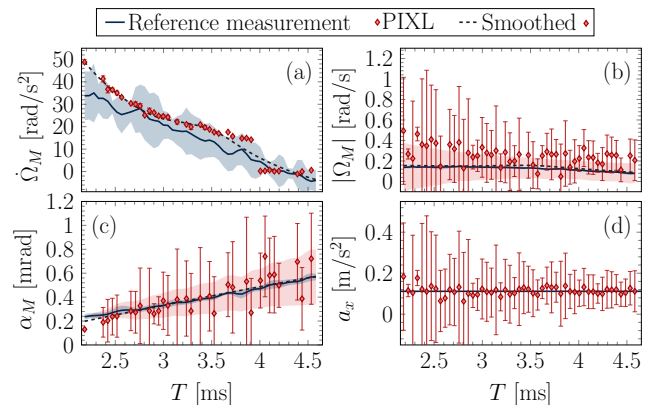 Reference measurement PIXL Smoothed
(a)
50
40
30
20
10
0
Ω̇_M [rad/s²]
(b)
1.2
1
0.8
0.6
0.4
0.2
0
|Ω_M| [rad/s]
(c)
1.2
1
0.8
0.6
0.4
0.2
0
α_M [mrad]
2.5 3 3.5 4 4.5
T [ms]
(d)
0.4
0.2
0
a_x [m/s²]
2.5 3 3.5 4 4.5
T [ms]